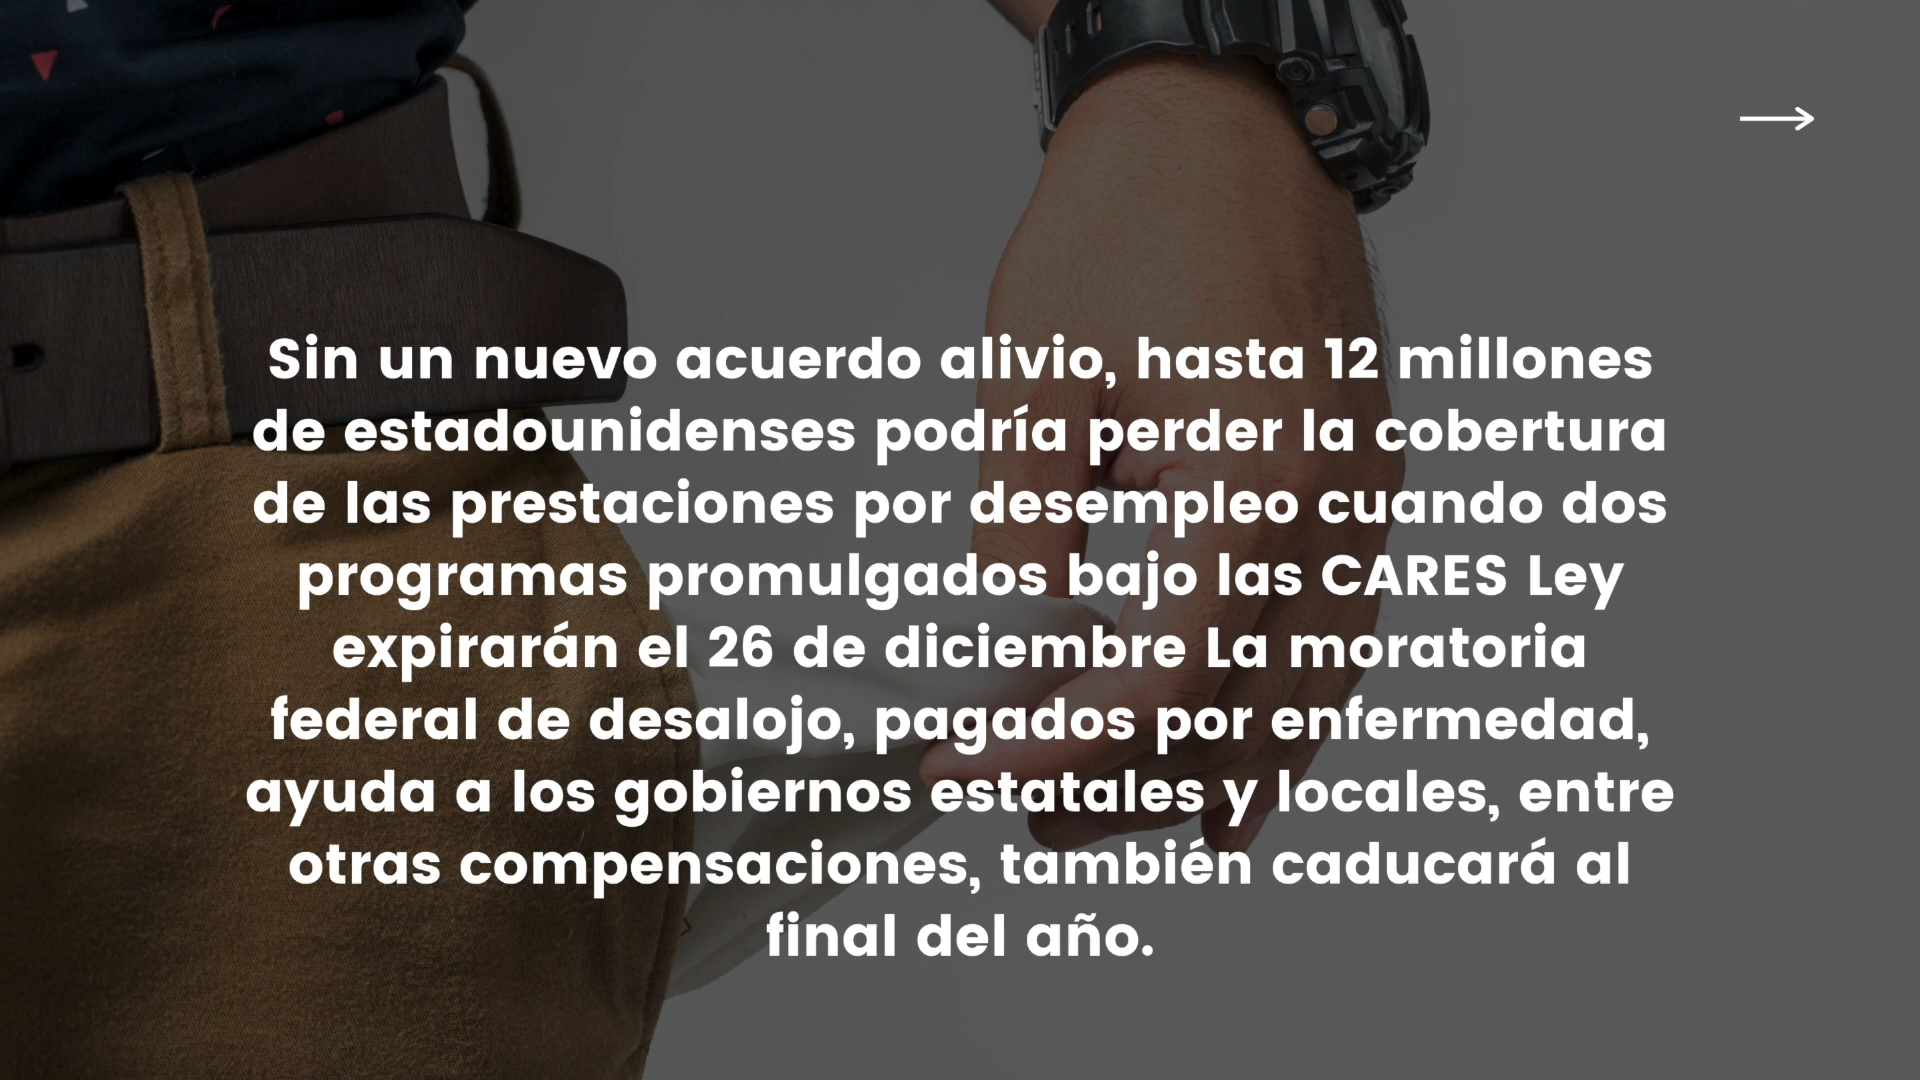 Sin un nuevo acuerdo alivio, hasta 12 millones
de estadounidenses podría perder la cobertura
de las prestaciones por desempleo cuando dos
programas promulgados bajo las CARES Ley
expirarán el 26 de diciembre La moratoria
federal de desalojo, pagados por enfermedad,
ayuda a los gobiernos estatales y locales, entre
otras compensaciones, también caducará al
final del año.